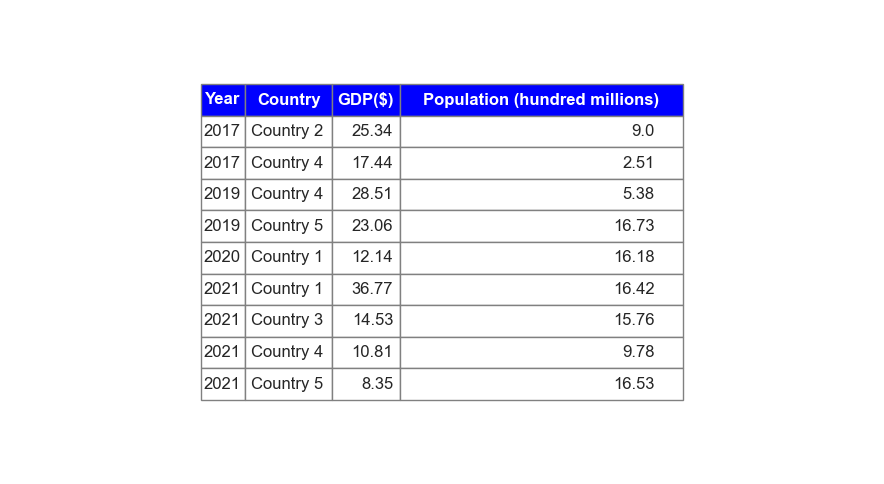 Year Country GDP($) Population (hundred millions)
2017 Country 2 25.34 9.0
2017 Country 4 17.44 2.51
2019 Country 4 28.51 5.38
2019 Country 5 23.06 16.73
2020 Country 1 12.14 16.18
2021 Country 1 36.77 16.42
2021 Country 3 14.53 15.76
2021 Country 4 10.81 9.78
2021 Country 5 8.35 16.53